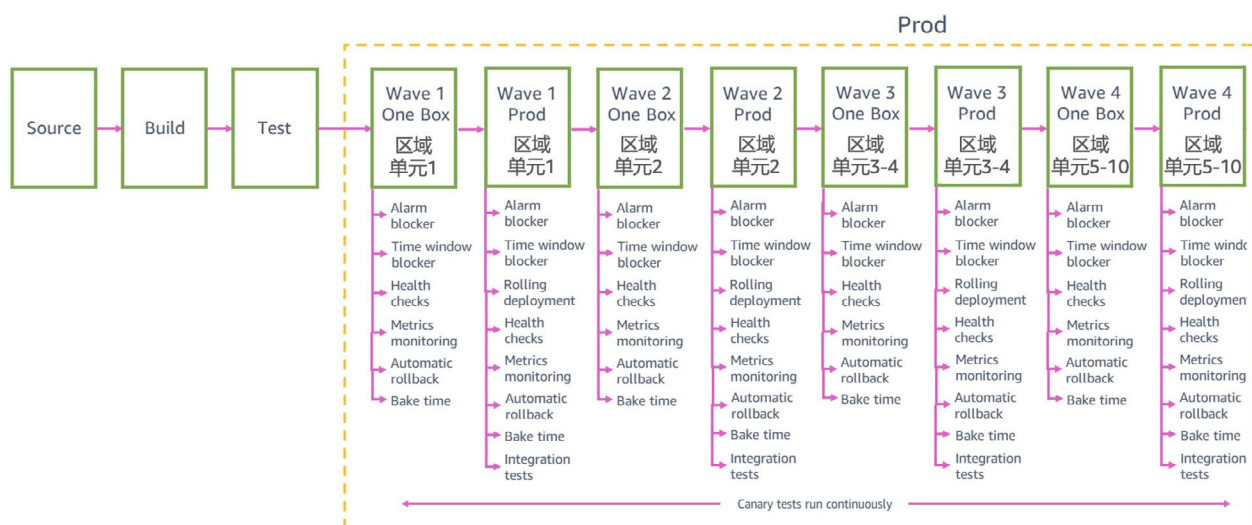 Prod
Source
Build
Test
Wave 1
One Box
区域
单元1
Wave 1
Prod
区域
单元1
Wave 2
One Box
区域
单元2
Wave 2
Prod
区域
单元2
Wave 3
One Box
区域
单元3-4
Wave 3
Prod
区域
单元3-4
Wave 4
One Box
区域
单元5-10
Wave 4
Prod
区域
单元5-10
Alarm
blocker
Time window
blocker
Health
checks
Metrics
monitoring
Automatic
rollback
Bake time
Alarm
blocker
Time window
blocker
Rolling
deployment
Health
checks
Metrics
monitoring
Automatic
rollback
Bake time
Integration
tests
Alarm
blocker
Time window
blocker
Health
checks
Metrics
monitoring
Automatic
rollback
Bake time
Alarm
blocker
Time window
blocker
Rolling
deployment
Health
checks
Metrics
monitoring
Automatic
rollback
Bake time
Integration
tests
Alarm
blocker
Time window
blocker
Health
checks
Metrics
monitoring
Automatic
rollback
Bake time
Alarm
blocker
Time window
blocker
Rolling
deployment
Health
checks
Metrics
monitoring
Automatic
rollback
Bake time
Integration
tests
Alarm
blocker
Time window
blocker
Health
checks
Metrics
monitoring
Automatic
rollback
Bake time
Alarm
blocker
Time
blocker
Rolling
Health
checks
Metrics
monitoring
Automatic
rollback
Bake time
Integration
tests
Canary tests run continuously